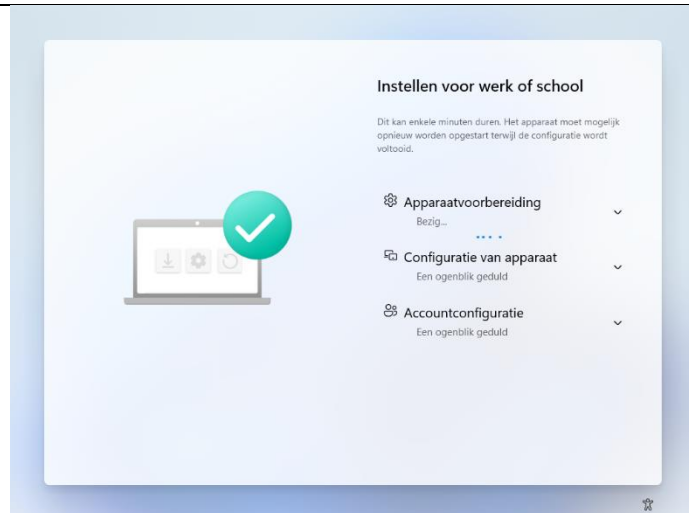 Instellen voor werk of school
Dit kan enkele minuten duren. Het apparaat moet mogelijk
opnieuw worden opgestart terwijl de configuratie wordt
voltooid.
Apparaatvoorbereiding
Bezig...
Configuratie van apparaat
Een ogenblik geduld
Accountconfiguratie
Een ogenblik geduld